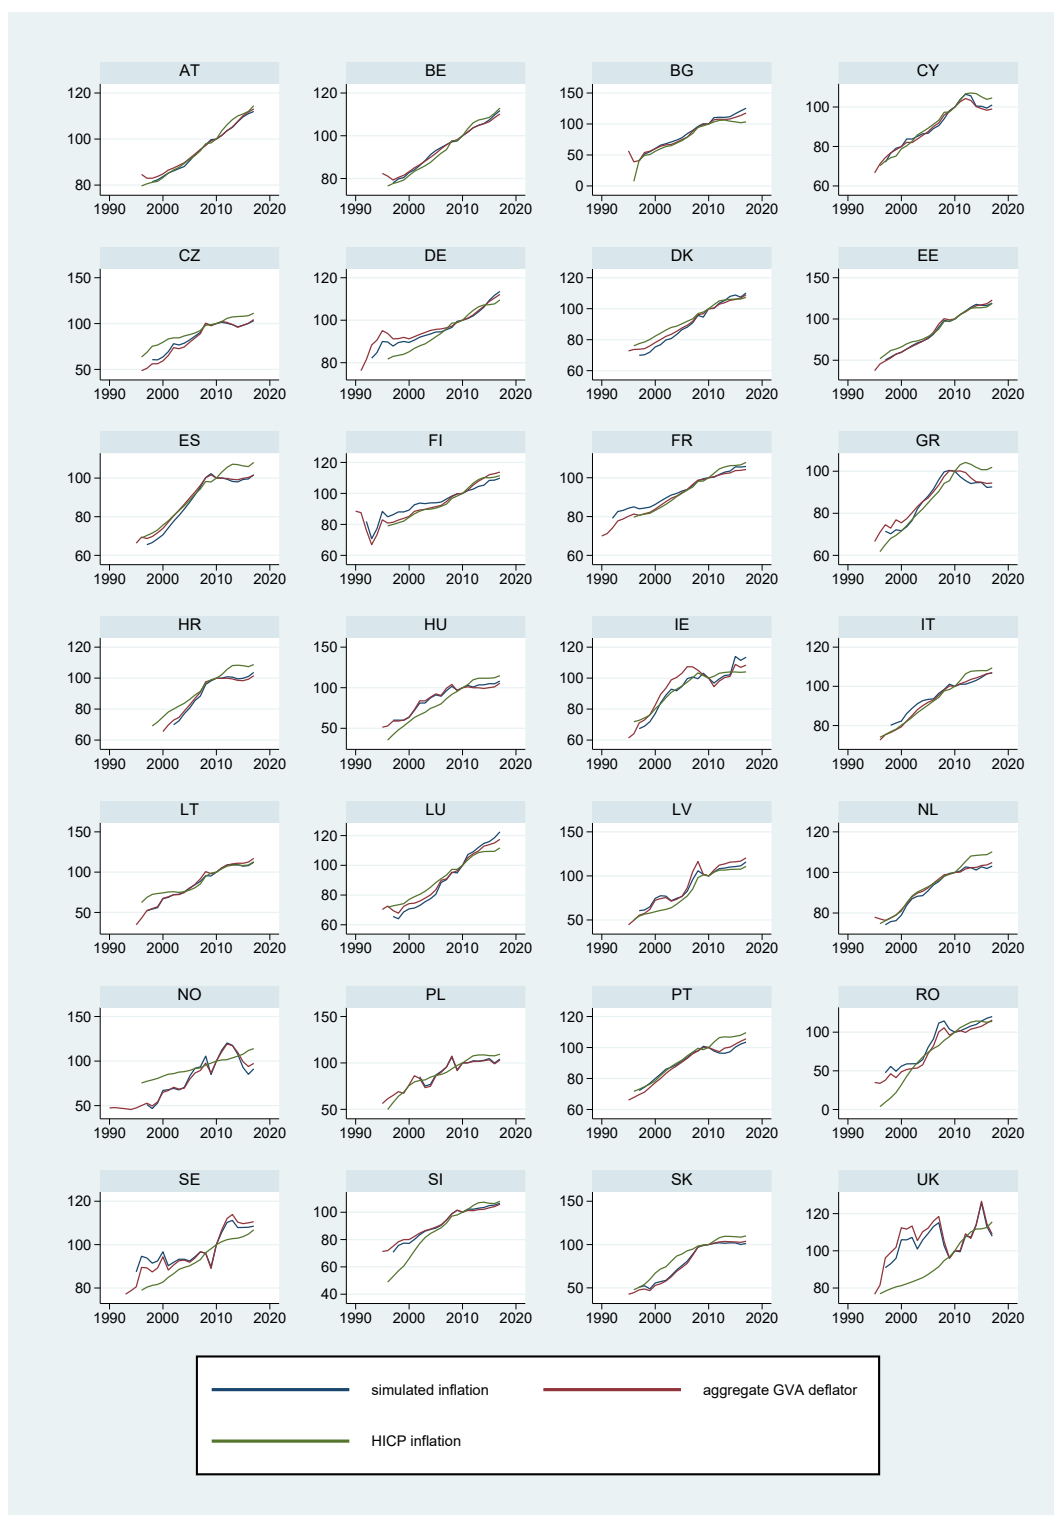 AT BE BG CY
120 100 80 120 100 80 150 100 50 0 100 80 60
1990 2000 2010 2020 1990 2000 2010 2020 1990 2000 2010 2020 1990 2000 2010 2020
CZ DE DK EE
150 100 50 120 100 80 120 100 80 60 150 100 50
1990 2000 2010 2020 1990 2000 2010 2020 1990 2000 2010 2020 1990 2000 2010 2020
ES FI FR GR
100 80 60 120 100 80 60 120 100 80 60 100 80 60
1990 2000 2010 2020 1990 2000 2010 2020 1990 2000 2010 2020 1990 2000 2010 2020
HR HU IE IT
120 100 80 60 150 100 50 120 100 80 60 120 100 80
1990 2000 2010 2020 1990 2000 2010 2020 1990 2000 2010 2020 1990 2000 2010 2020
LT LU LV NL
150 100 50 120 100 80 60 150 100 50 120 100 80
1990 2000 2010 2020 1990 2000 2010 2020 1990 2000 2010 2020 1990 2000 2010 2020
NO PL PT RO
150 100 50 150 100 50 120 100 80 60 100 50 0
1990 2000 2010 2020 1990 2000 2010 2020 1990 2000 2010 2020 1990 2000 2010 2020
SE SI SK UK
120 100 80 100 80 60 40 150 100 50 120 100 80
1990 2000 2010 2020 1990 2000 2010 2020 1990 2000 2010 2020 1990 2000 2010 2020
simulated inflation aggregate GVA deflator
HICP inflation